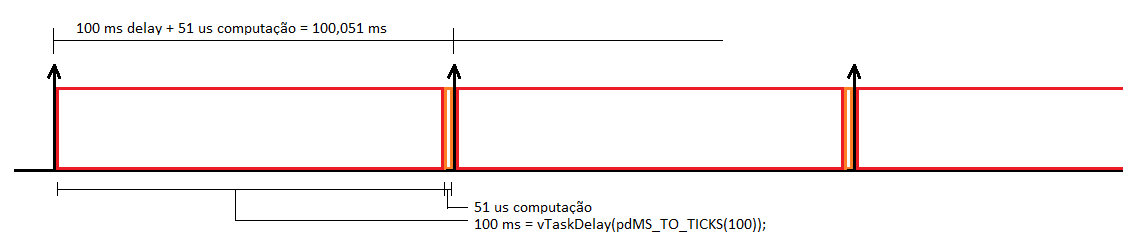 100 ms delay + 51 us computação = 100,051 ms
51 us computação
100 ms = vTaskDelay(pdMS_TO_TICKS(100));